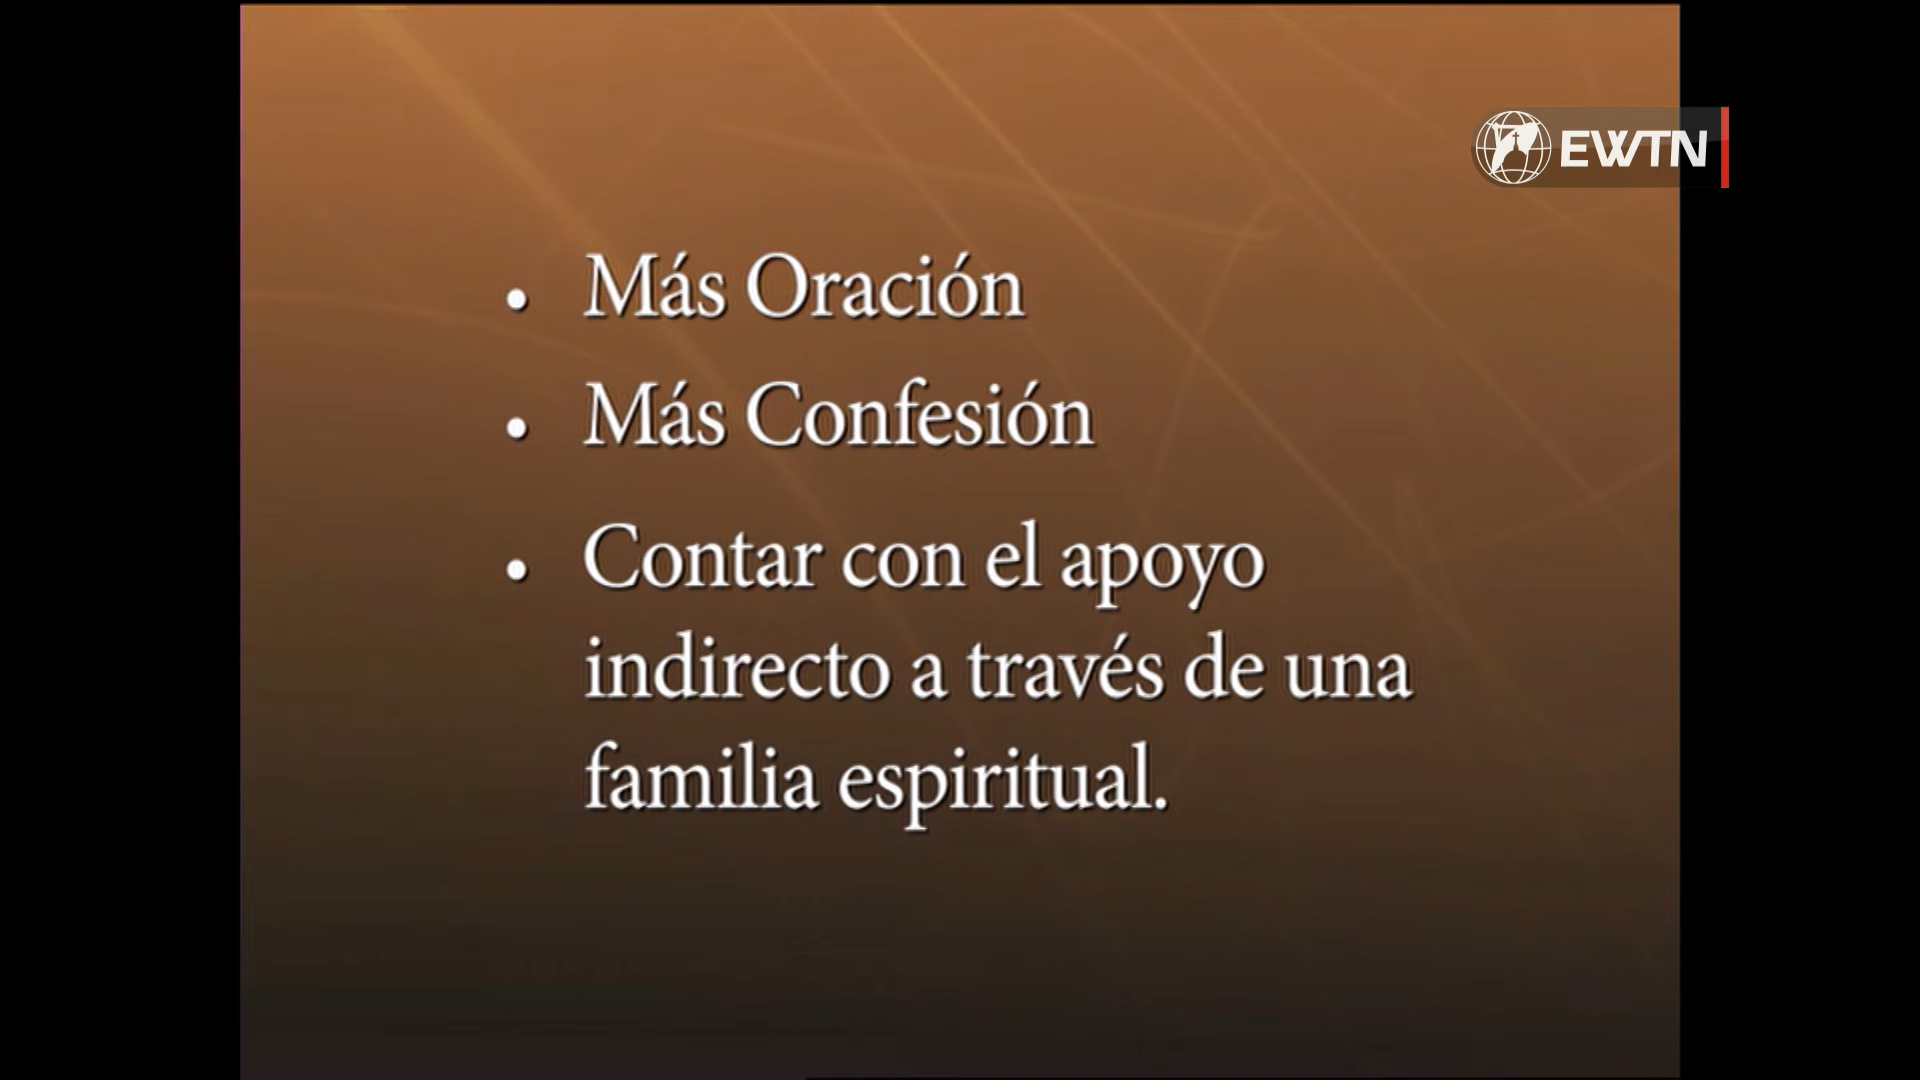 EWTN
• Más Oración
• Más Confesión
• Contar con el apoyo
indirecto a través de una
familia espiritual.